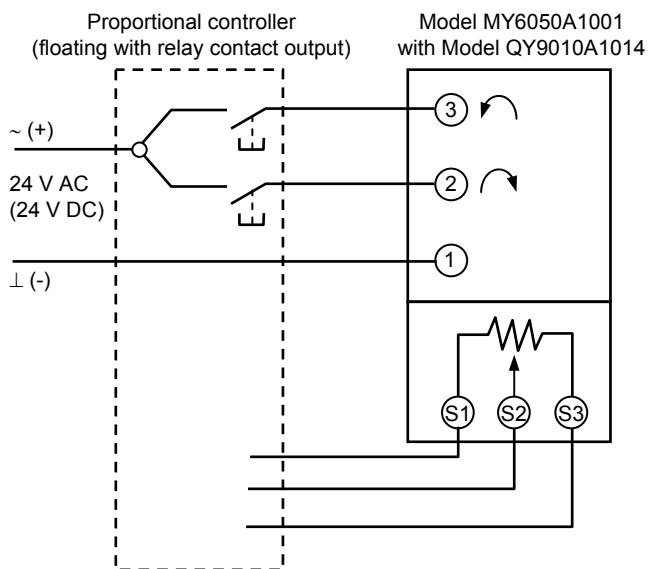 Proportional controller
(floating with relay contact output)
Model MY6050A1001
with Model QY9010A1014
~ (+)
24 V AC
(24 V DC)
⊥ (-)
3
2
1
S1
S2
S3